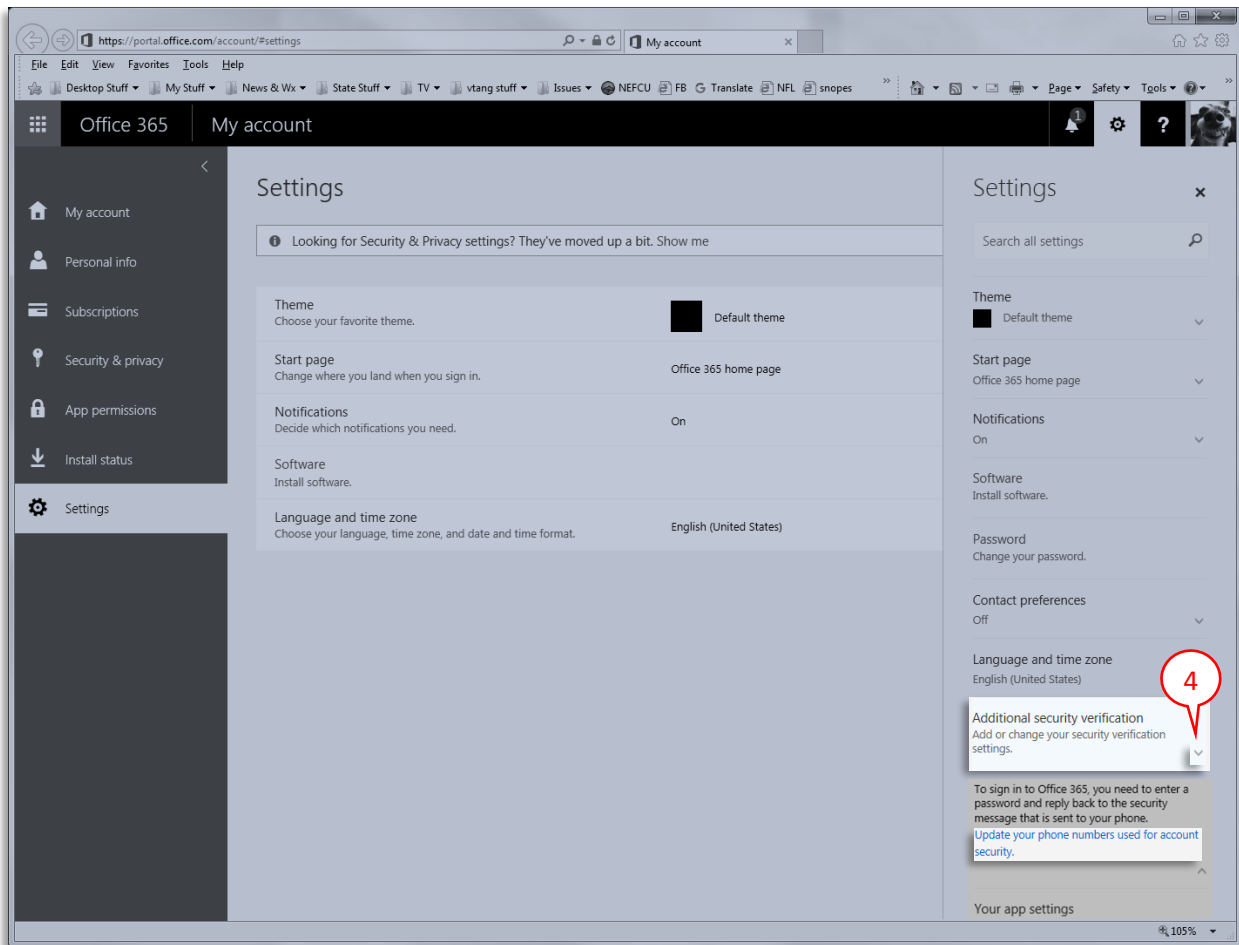 https://portal.office.com/account/#settings
My account
File Edit View Favorites Tools Help
Desktop Stuff My Stuff News & Wx State Stuff TV vtang stuff Issues NEFCU FB Translate NFL snopes » Page Safety Tools »
Office 365 My account 1 ?
Settings
Looking for Security & Privacy settings? They've moved up a bit. Show me
My account
Personal info
Subscriptions
Security & privacy
App permissions
Install status
Settings
Theme
Choose your favorite theme.
Default theme
Start page
Change where you land when you sign in.
Office 365 home page
Notifications
Decide which notifications you need.
On
Software
Install software.
Language and time zone
Choose your language, time zone, and date and time format.
English (United States)
Settings
Search all settings
Theme
Default theme
Start page
Office 365 home page
Notifications
On
Software
Install software.
Password
Change your password.
Contact preferences
Off
Language and time zone
English (United States)
4
Additional security verification
Add or change your security verification
settings.
To sign in to Office 365, you need to enter a
password and reply back to the security
message that is sent to your phone.
Update your phone numbers used for account
security.
Your app settings
105%